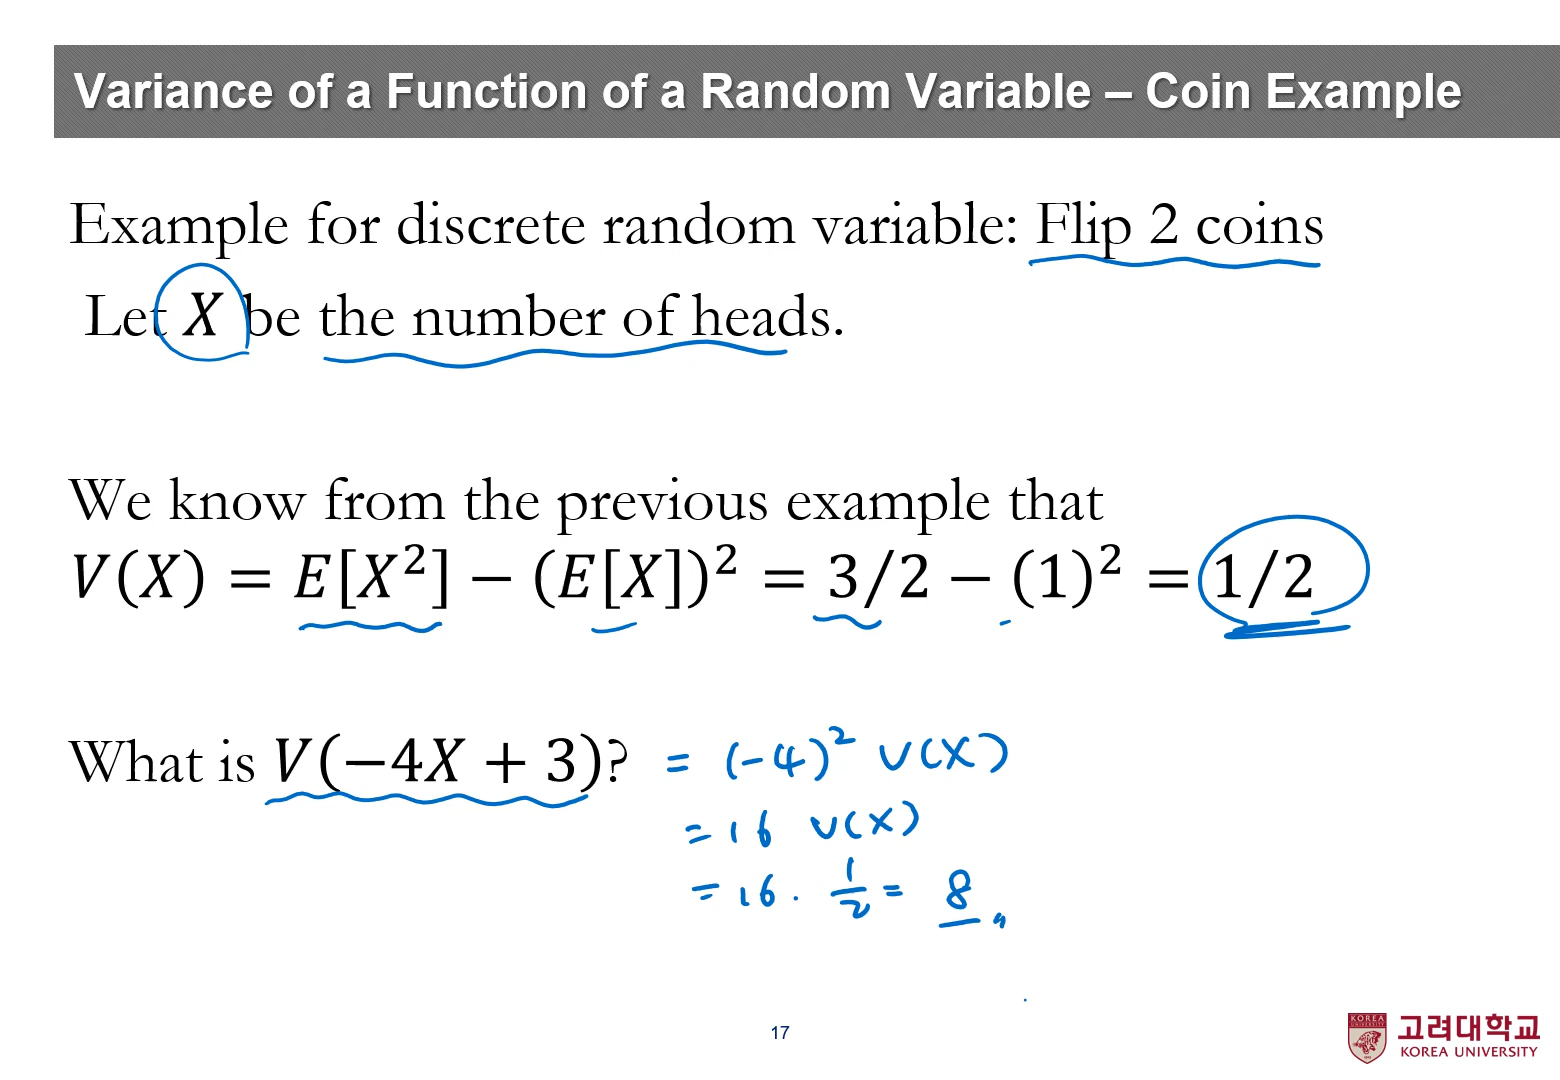 Variance of a Function of a Random Variable – Coin Example
Example for discrete random variable: Flip 2 coins
Let X be the number of heads.
We know from the previous example that
V(X) = E[X²] − (E[X])² = 3/2 − (1)² = 1/2
What is V(−4X + 3)? = (-4)² V(X)
= 16 V(X)
= 16 · 1/2 = 8
17
KOREA
고려대학교
KOREA UNIVERSITY